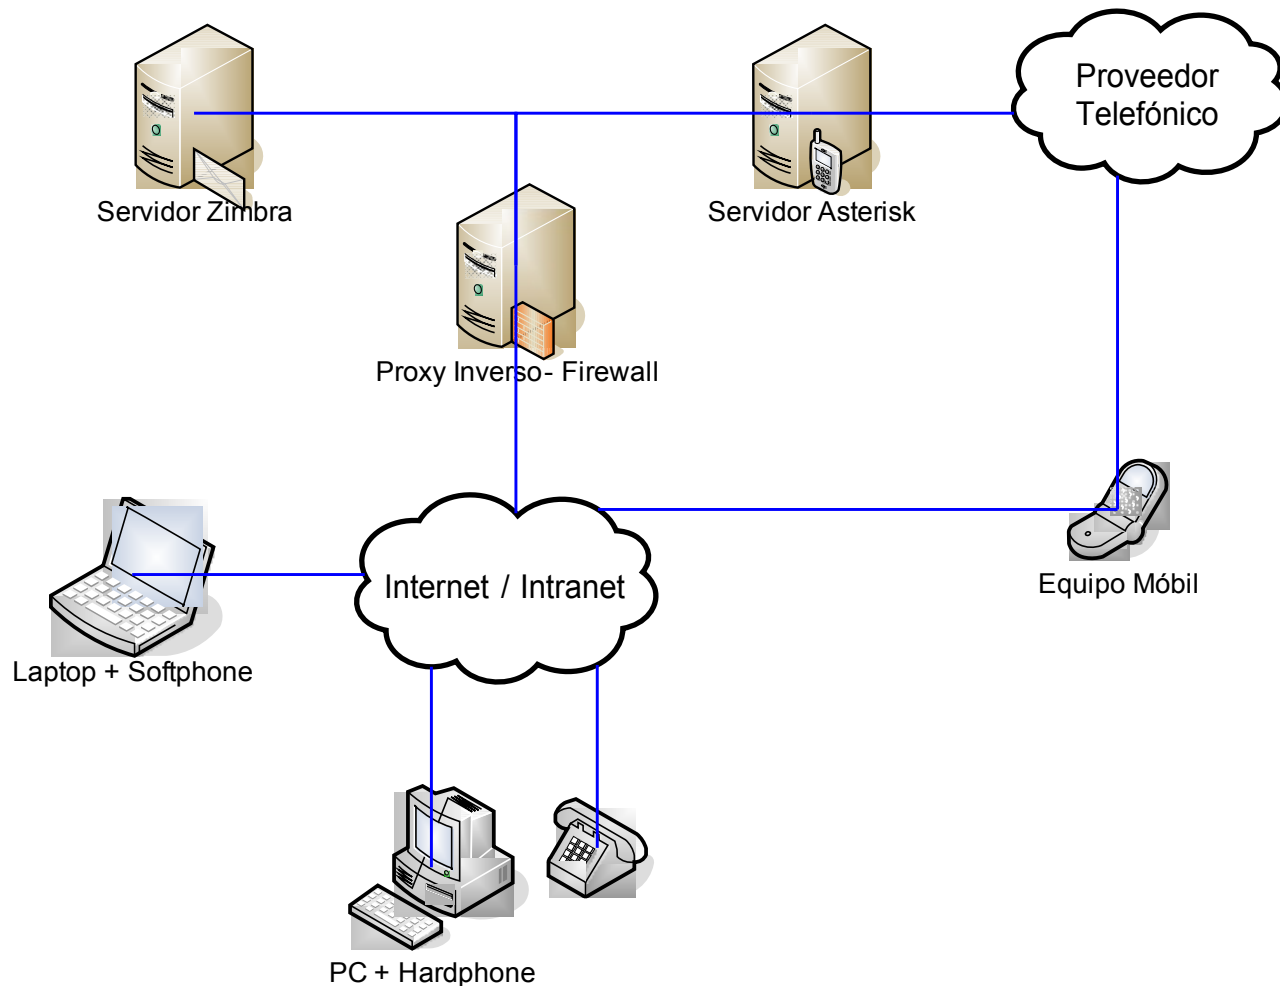 Proveedor
Telefónico
Servidor Zimbra
Servidor Asterisk
Proxy Inverso- Firewall
Internet / Intranet
Equipo Móbil
Laptop + Softphone
PC + Hardphone